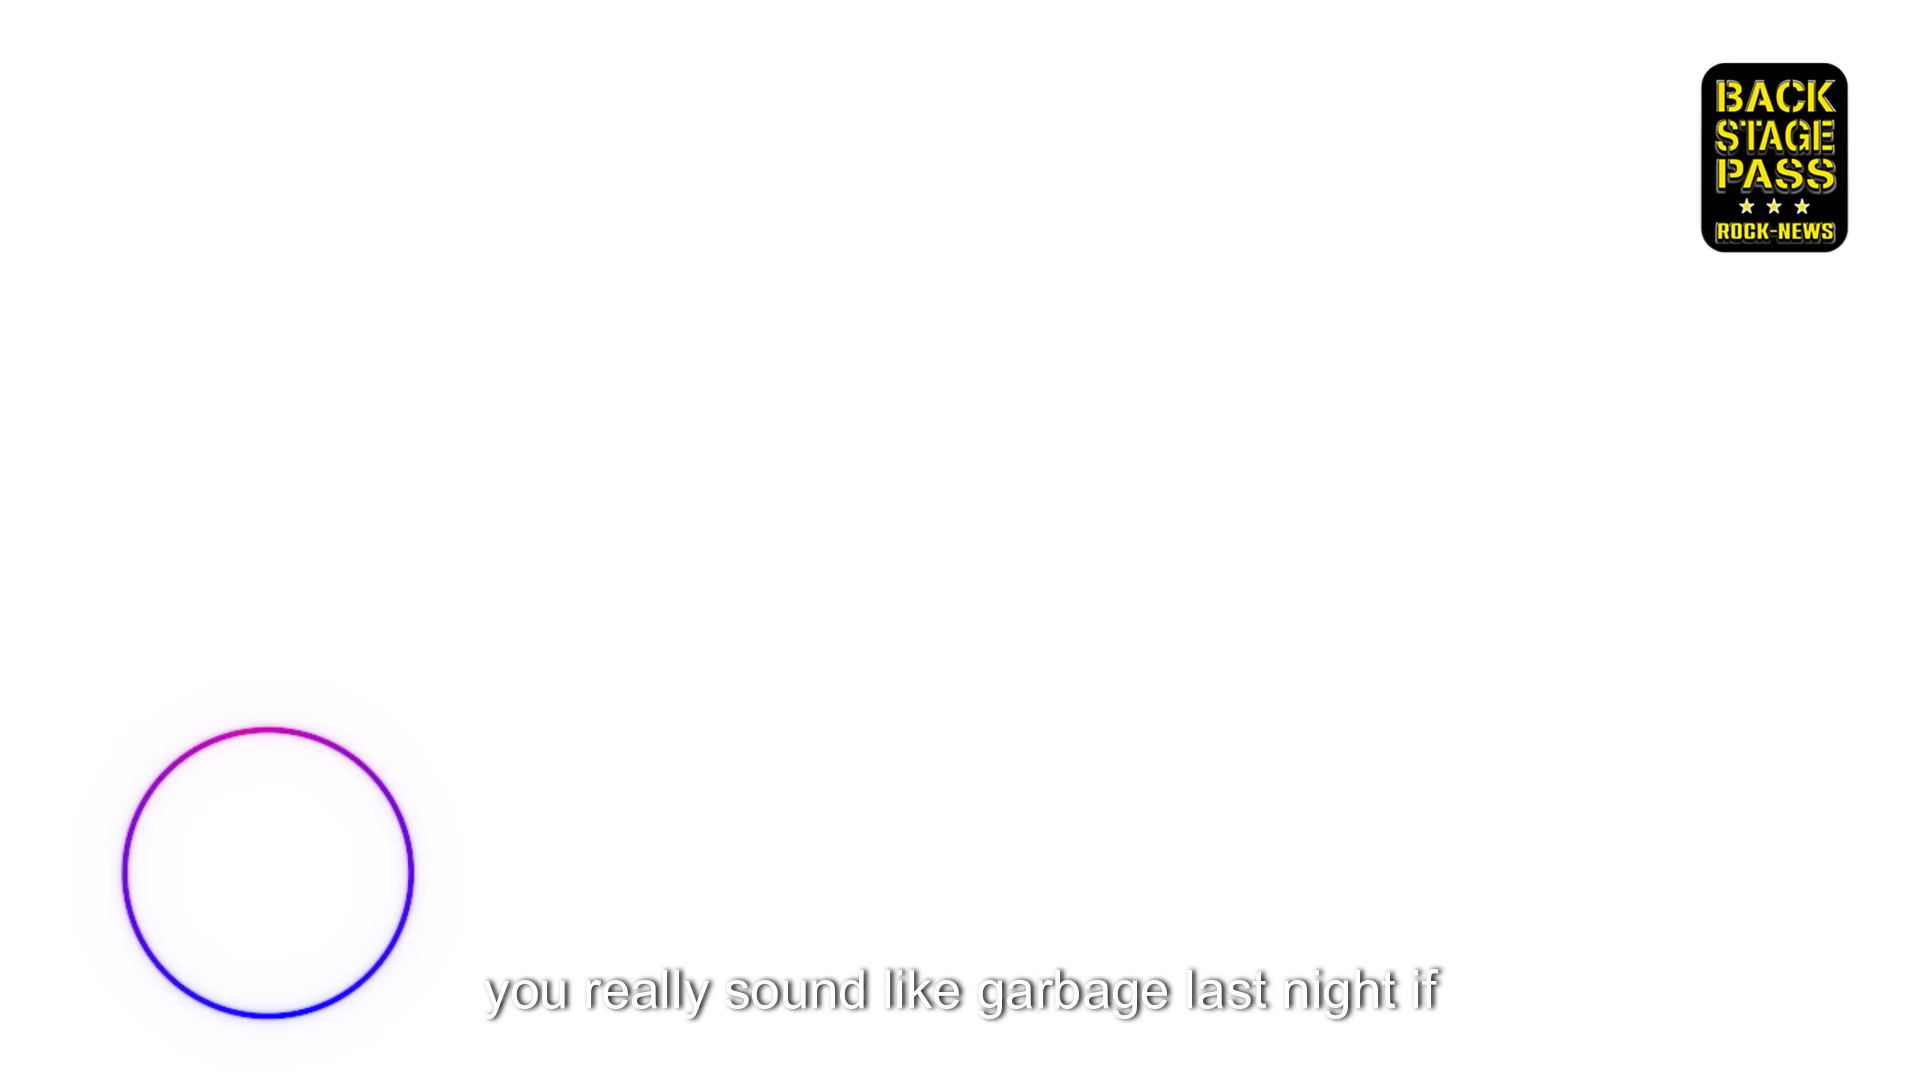 BACK
STAGE
PASS
ROCK-NEWS
you really sound like garbage last night if